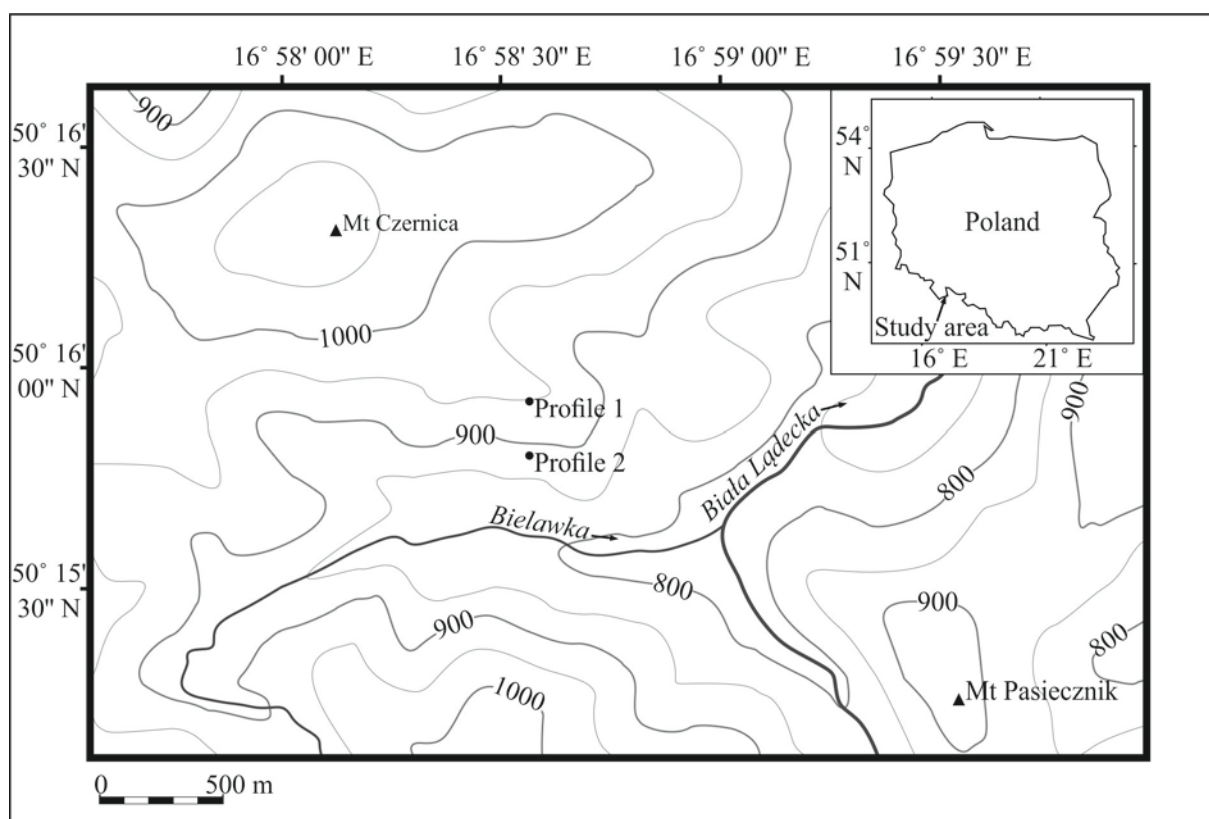 16° 58' 00" E
16° 58' 30" E
16° 59' 00" E
16° 59' 30" E
50° 16'
30" N
50° 16'
00" N
50° 15'
30" N
900
Mt Czernica
1000
Profile 1
900
Profile 2
Bielawka
Biała Lądecka
800
900
1000
800
900
900
800
Mt Pasiecznik
54°
N
Poland
51°
N
Study area
16° E
21° E
0
500 m